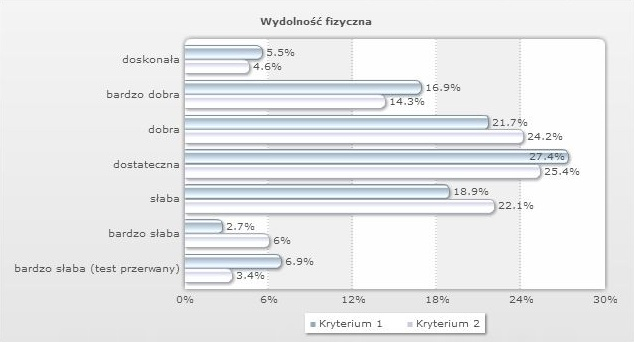 Wydolność fizyczna
doskonała
5.5%
4.6%
bardzo dobra
16.9%
14.3%
dobra
21.7%
24.2%
dostateczna
27.4%
25.4%
słaba
18.9%
22.1%
bardzo słaba
2.7%
6%
bardzo słaba (test przerwany)
6.9%
3.4%
0% 6% 12% 18% 24% 30%
Kryterium 1 Kryterium 2